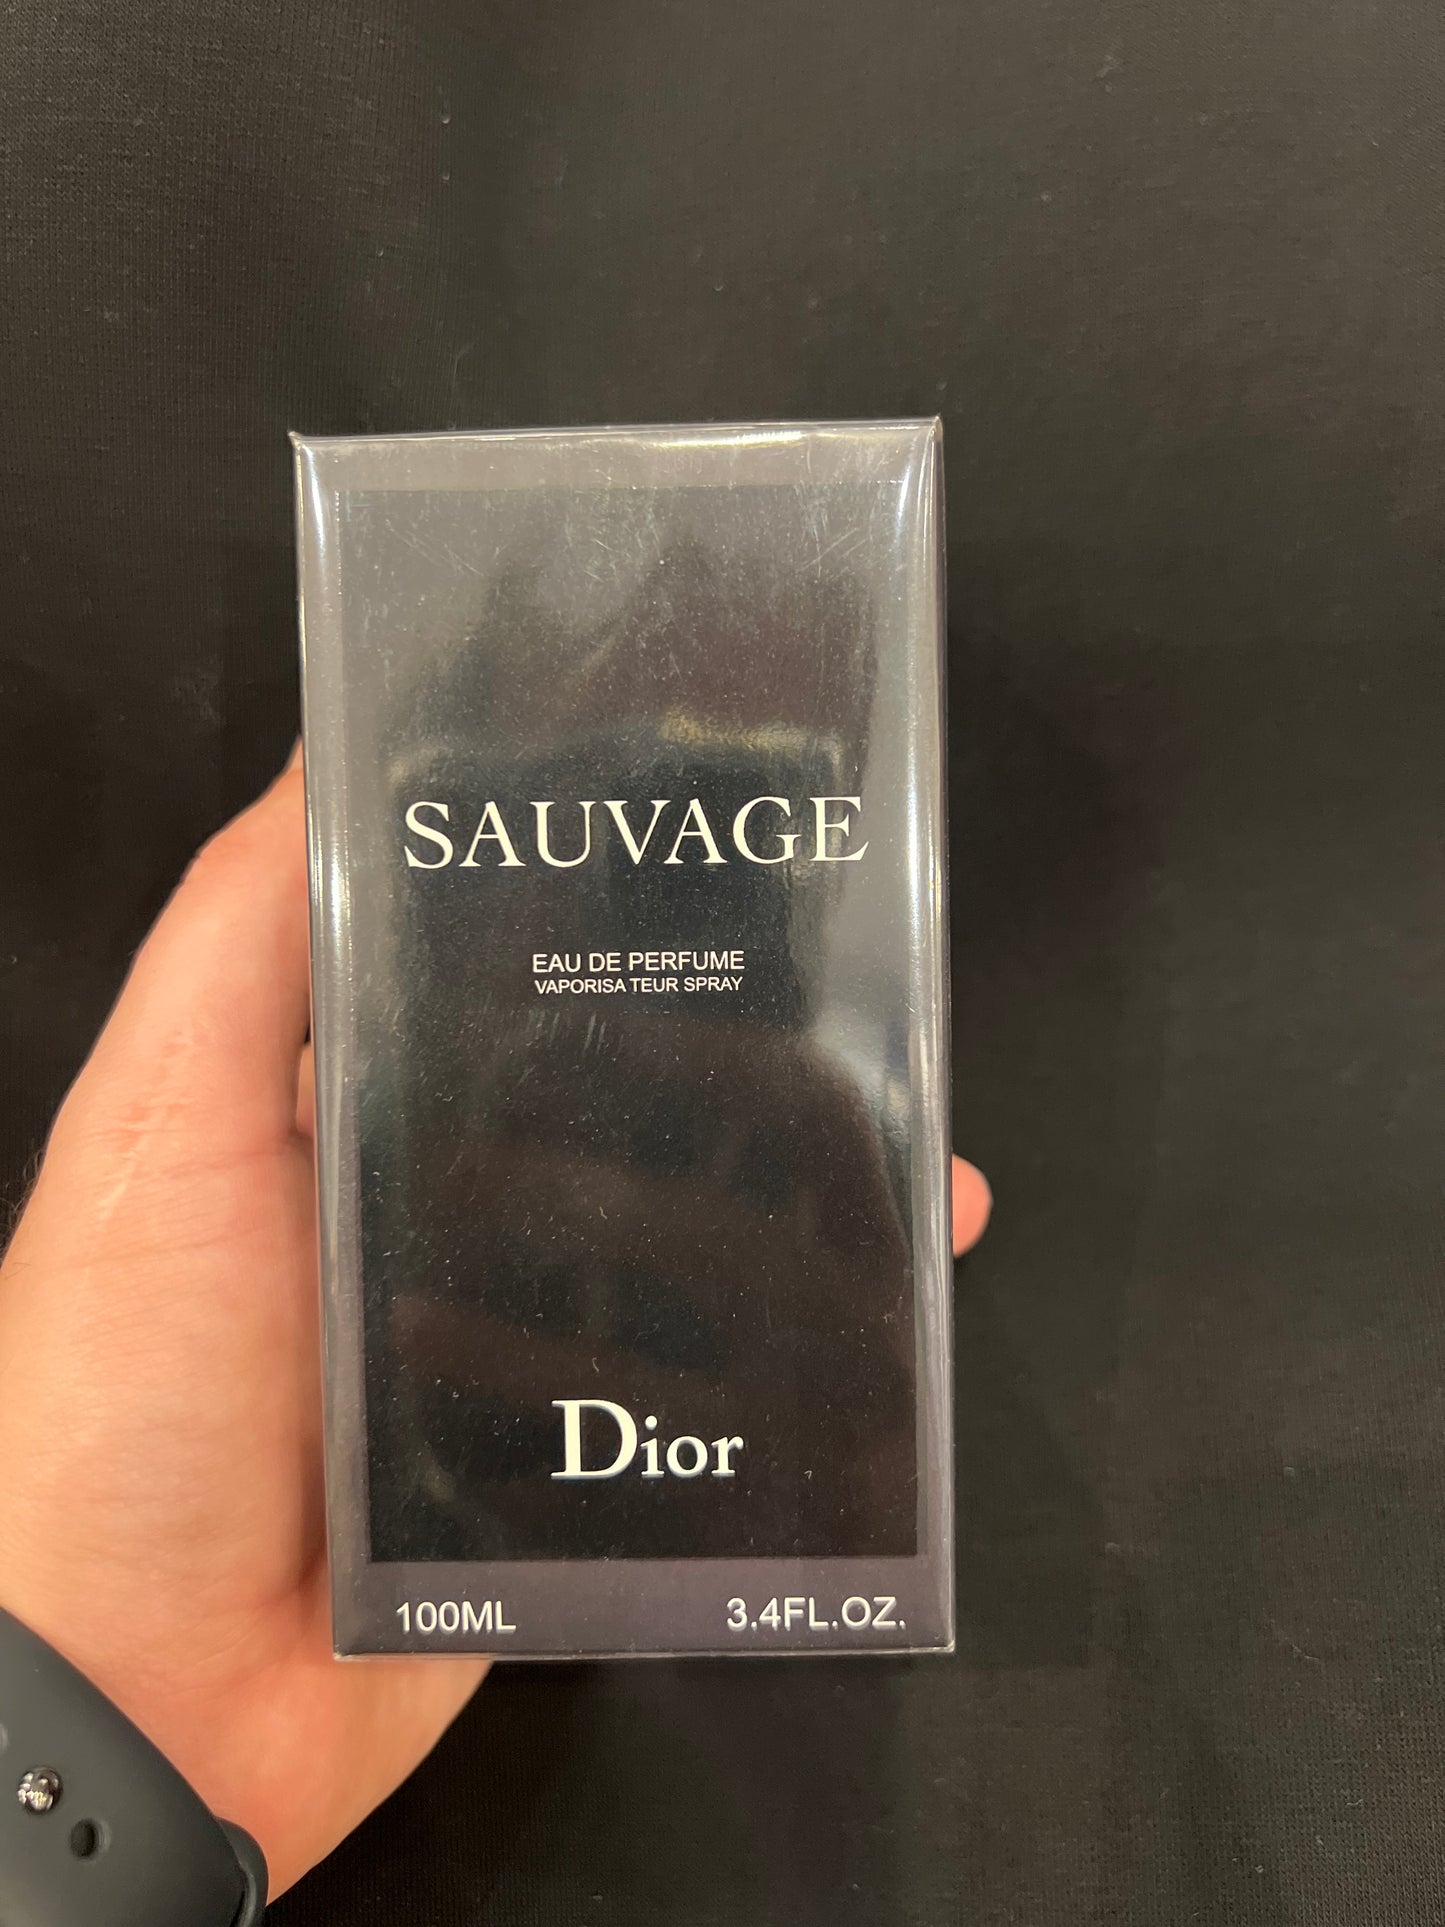 SAUVAGE
EAU DE PERFUME
VAPORISA TEUR SPRAY
Dior
100ML 3.4FL.OZ.